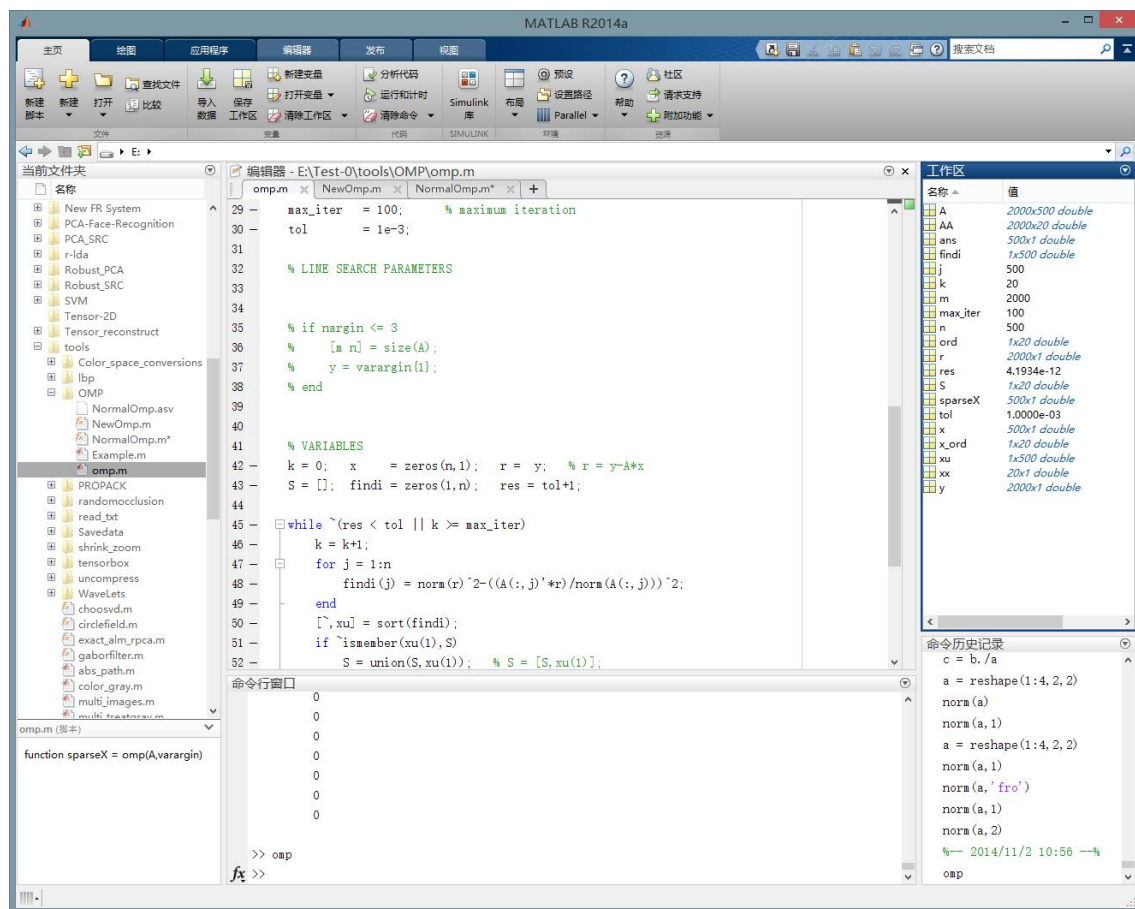 MATLAB R2014a
主页 绘图 应用程序 编辑器 发布 视图
搜索文档
新建脚本
新建
打开
查找文件
比较
导入数据
保存工作区
新建变量
打开变量
清除工作区
分析代码
运行和计时
清除命令
Simulink 库
布局
预设
设置路径
Parallel
帮助
社区
请求支持
附加功能
文件 变量 代码 SIMULINK 环境 资源
E:
当前文件夹
名称
New FR System
PCA-Face-Recognition
PCA_SRC
r-lda
Robust_PCA
Robust_SRC
SVM
Tensor-2D
Tensor_reconstruct
tools
Color_space_conversions
lbp
OMP
NormalOmp.asv
NewOmp.m
NormalOmp.m*
Example.m
omp.m
PROPACK
randomocclusion
read_txt
Savedata
shrink_zoom
tensorbox
uncompress
WaveLets
choosvd.m
circlefield.m
exact_alm_rpca.m
gaborfilter.m
abs_path.m
color_gray.m
multi_images.m
multi_treatgray.m
omp.m (脚本)
function sparseX = omp(A,varargin)
编辑器 - E:\Test-0\tools\OMP\omp.m
omp.m NewOmp.m NormalOmp.m* +
29 — max_iter = 100; % maximum iteration
30 — tol = 1e-3;
31
32 % LINE SEARCH PARAMETERS
33
34
35 % if nargin <= 3
36 % [m n] = size(A);
37 % y = varargin{1};
38 % end
39
40
41 % VARIABLES
42 — k = 0; x = zeros(n,1); r = y; % r = y-A*x
43 — S = []; findi = zeros(1,n); res = tol+1;
44
45 — while ~(res < tol || k >= max_iter)
46 — k = k+1;
47 — for j = 1:n
48 — findi(j) = norm(r)^2-((A(:,j)'*r)/norm(A(:,j)))^2;
49 — end
50 — [~,xu] = sort(findi);
51 — if ~ismember(xu(1),S)
52 — S = union(S,xu(1)); % S = [S,xu(1)];
命令行窗口
0
0
0
0
0
0
0
>> omp
fx >>
工作区
名称 值
A 2000x500 double
AA 2000x20 double
ans 500x1 double
findi 1x500 double
j 500
k 20
m 2000
max_iter 100
n 500
ord 1x20 double
r 2000x1 double
res 4.1934e-12
S 1x20 double
sparseX 500x1 double
tol 1.0000e-03
x 500x1 double
x_ord 1x20 double
xu 1x500 double
xx 20x1 double
y 2000x1 double
命令历史记录
c = b./a
a = reshape(1:4,2,2)
norm(a)
norm(a,1)
a = reshape(1:4,2,2)
norm(a,1)
norm(a,'fro')
norm(a,1)
norm(a,2)
%-- 2014/11/2 10:56 --%
omp